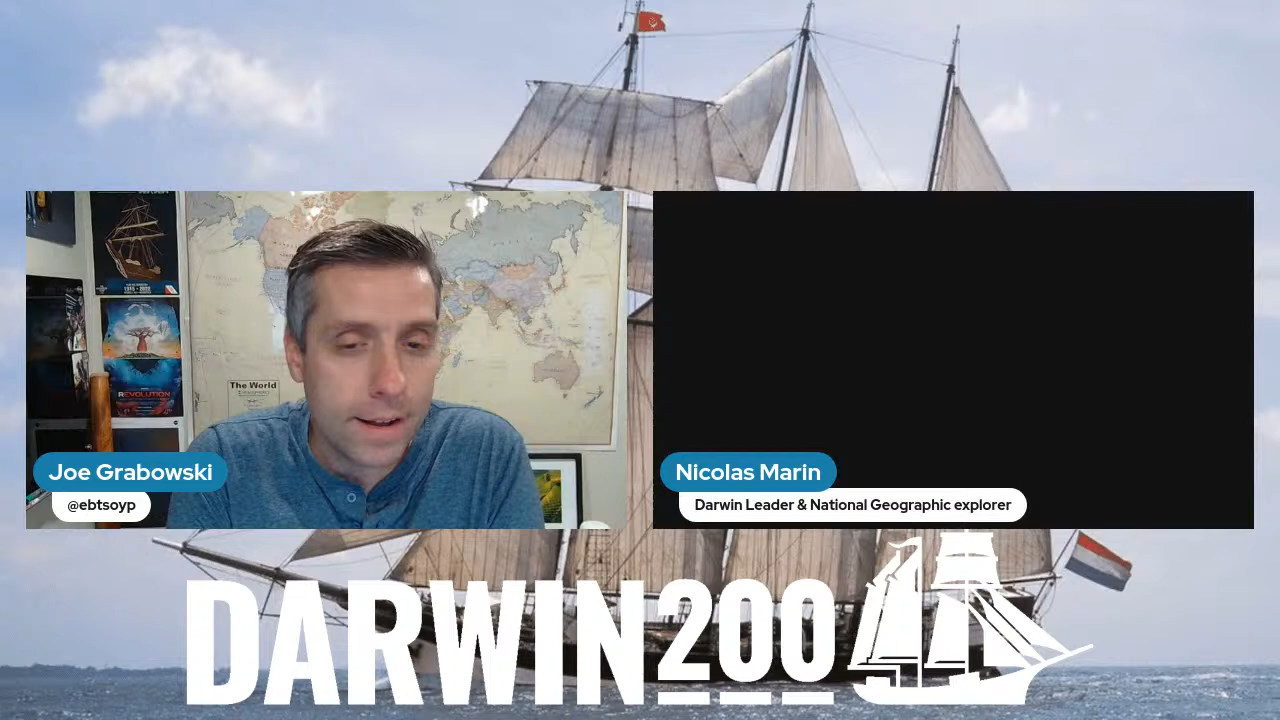 REVOLUTION
The World
Joe Grabowski
@ebtsoyp
Nicolas Marin
Darwin Leader & National Geographic explorer
DARWIN200